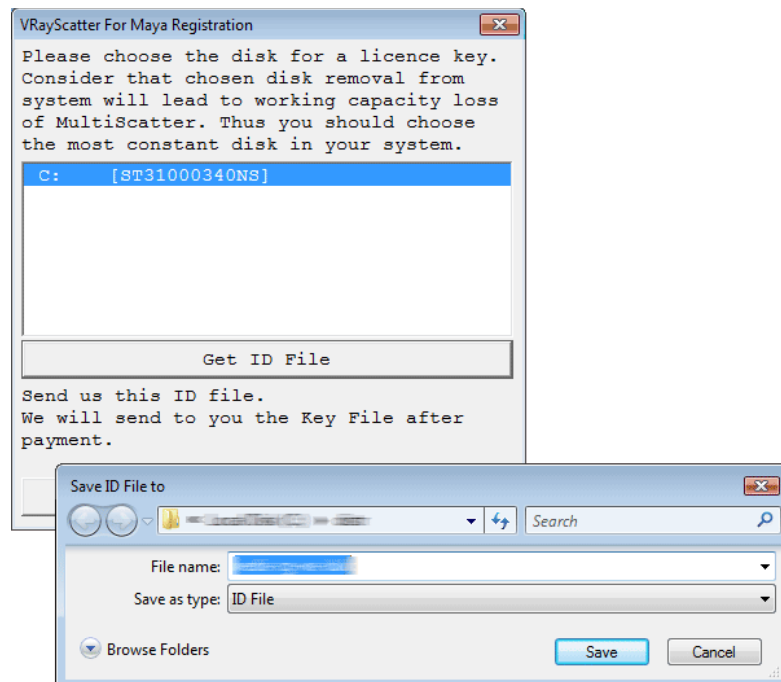 VRayScatter For Maya Registration
Please choose the disk for a licence key.
Consider that chosen disk removal from
system will lead to working capacity loss
of MultiScatter. Thus you should choose
the most constant disk in your system.
C: [ST31000340NS]
Get ID File
Send us this ID file.
We will send to you the Key File after
payment.
Save ID File to
Search
File name:
Save as type: ID File
Browse Folders
Save Cancel